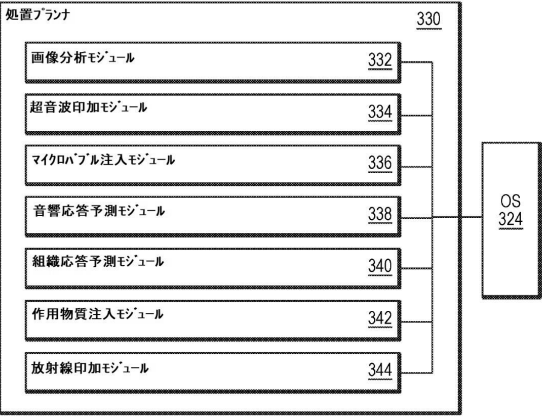 処置プランナ 330
画像分析モジュール 332
超音波印加モジュール 334
マイクロバブル注入モジュール 336
音響応答予測モジュール 338
組織応答予測モジュール 340
作用物質注入モジュール 342
放射線印加モジュール 344
OS
324